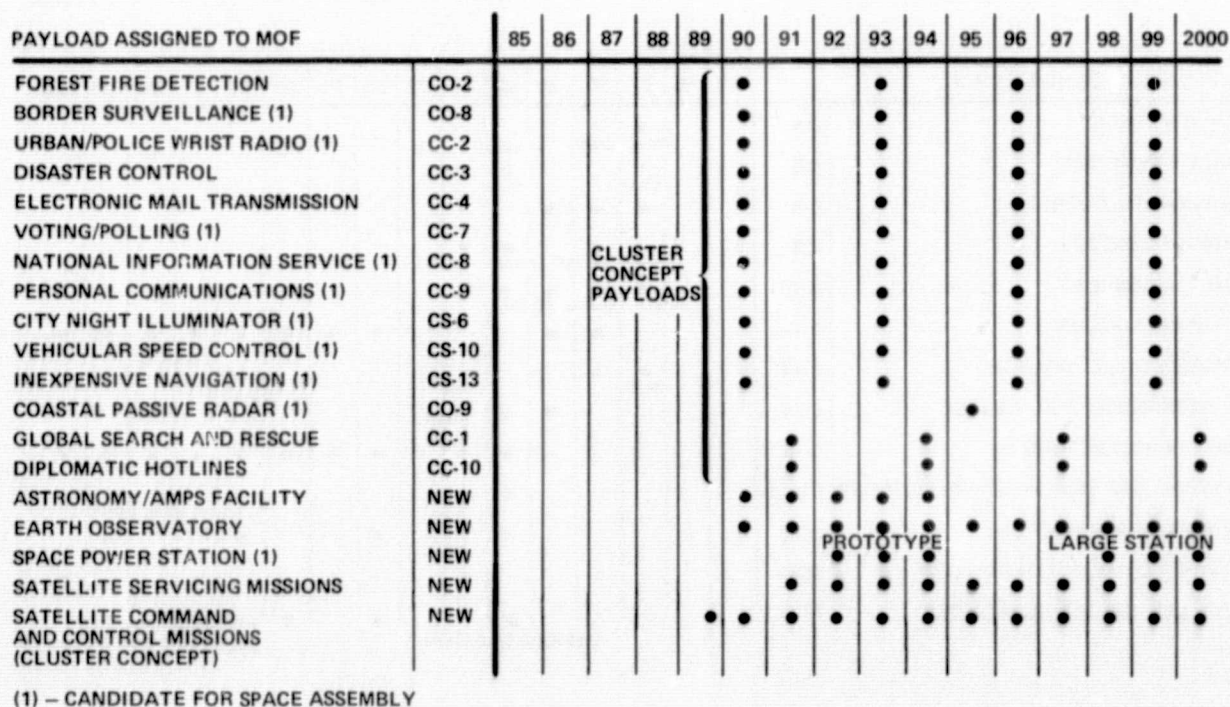 PAYLOAD ASSIGNED TO MOF 85 86 87 88 89 90 91 92 93 94 95 96 97 98 99 2000
FOREST FIRE DETECTION CO-2
BORDER SURVEILLANCE (1) CO-8
URBAN/POLICE WRIST RADIO (1) CC-2
DISASTER CONTROL CC-3
ELECTRONIC MAIL TRANSMISSION CC-4
VOTING/POLLING (1) CC-7
NATIONAL INFORMATION SERVICE (1) CC-8
PERSONAL COMMUNICATIONS (1) CC-9
CITY NIGHT ILLUMINATOR (1) CS-6
VEHICULAR SPEED CONTROL (1) CS-10
INEXPENSIVE NAVIGATION (1) CS-13
COASTAL PASSIVE RADAR (1) CO-9
GLOBAL SEARCH AND RESCUE CC-1
DIPLOMATIC HOTLINES CC-10
CLUSTER
CONCEPT
PAYLOADS
ASTRONOMY/AMPS FACILITY NEW
EARTH OBSERVATORY NEW
PROTOTYPE LARGE STATION
SPACE POWER STATION (1) NEW
SATELLITE SERVICING MISSIONS NEW
SATELLITE COMMAND NEW
AND CONTROL MISSIONS
(CLUSTER CONCEPT)
(1) – CANDIDATE FOR SPACE ASSEMBLY